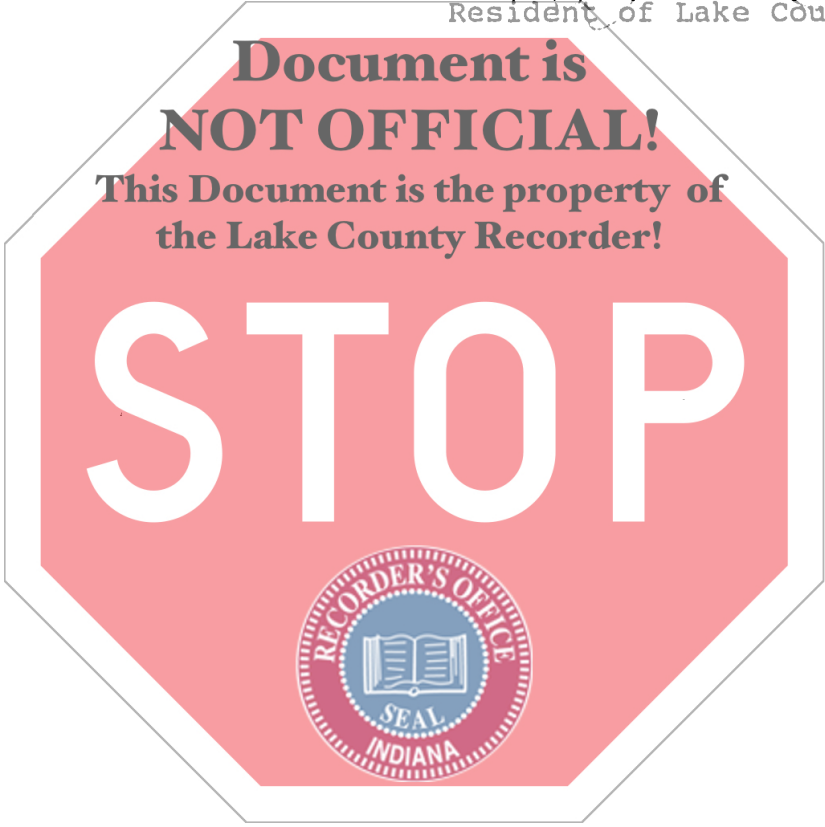 Resident of Lake Cou
Document is
NOT OFFICIAL!
This Document is the property of
the Lake County Recorder!
STOP
RECORDER'S OFFICE
SEAL
INDIANA